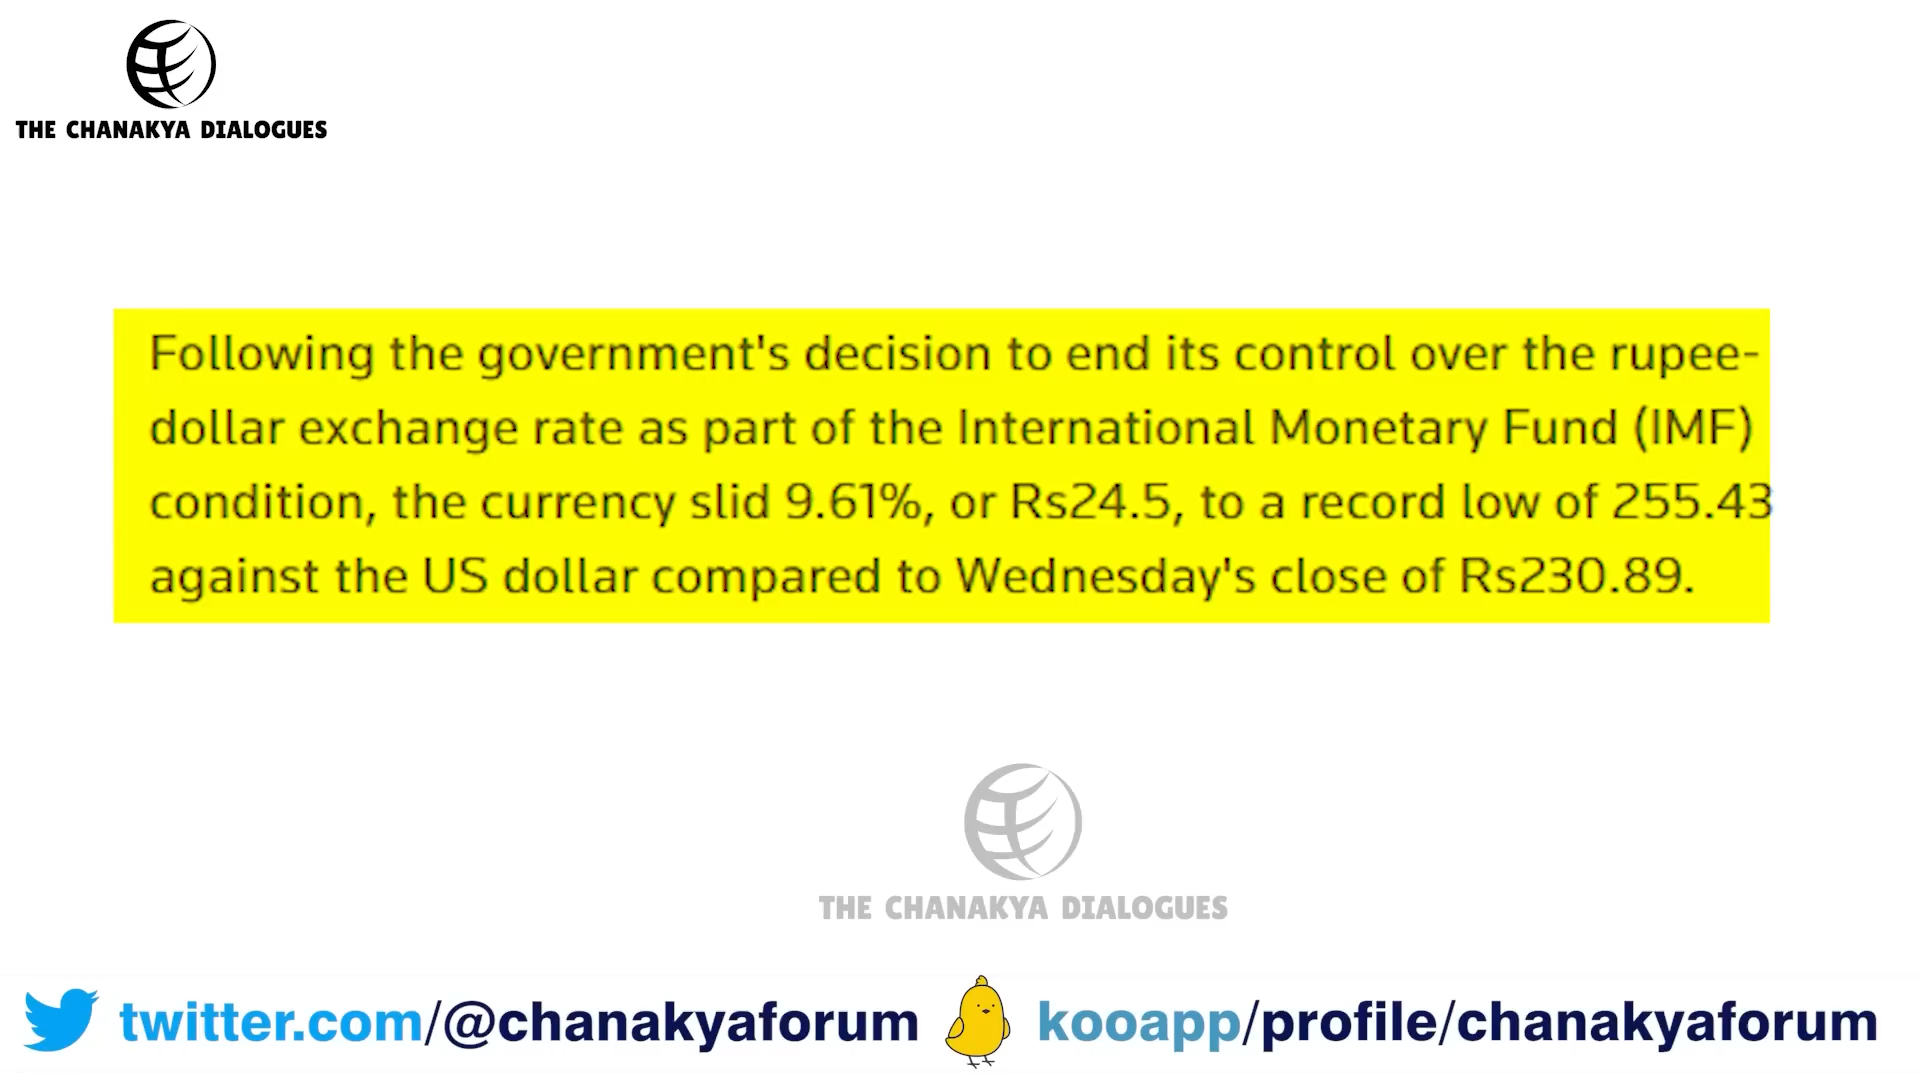 THE CHANAKYA DIALOGUES
Following the government's decision to end its control over the rupee-
dollar exchange rate as part of the International Monetary Fund (IMF)
condition, the currency slid 9.61%, or Rs24.5, to a record low of 255.43
against the US dollar compared to Wednesday's close of Rs230.89.
THE CHANAKYA DIALOGUES
twitter.com/@chanakyaforum kooapp/profile/chanakyaforum